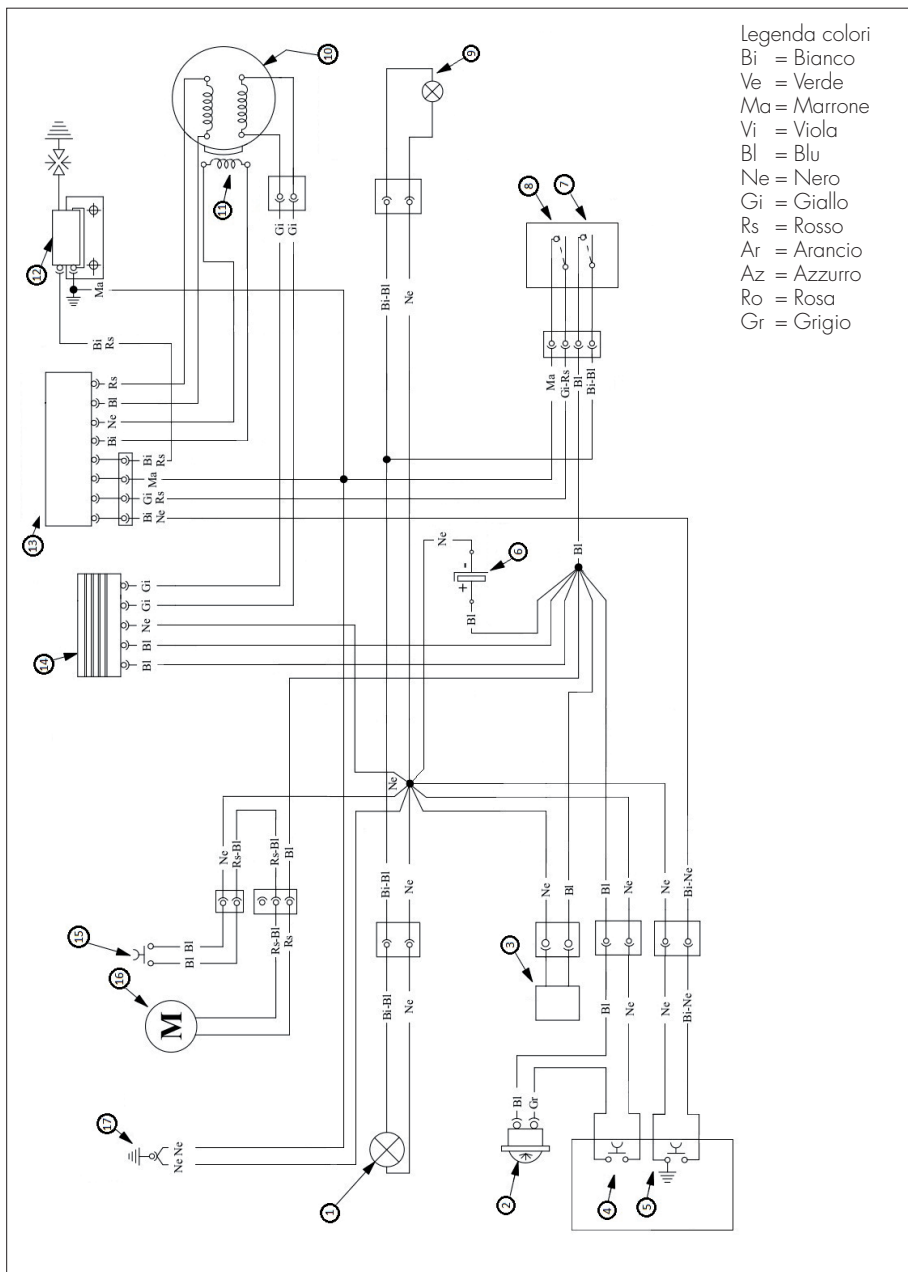 Legenda colori
Bi = Bianco
Ve = Verde
Ma = Marrone
Vi = Viola
Bl = Blu
Ne = Nero
Gi = Giallo
Rs = Rosso
Ar = Arancio
Az = Azzurro
Ro = Rosa
Gr = Grigio
10
9
11
12
8
7
Gi
Gi
Ma
Bi-Bl
Ne
Bi
Rs
Rs
Bl
Ne
Bi
Bi
Rs
Ma
Gi
Rs
Bi
Ne
Ma
Gi-Rs
Bl
Bi-Bl
13
Ne
-
+
6
Bl
Bl
Gi
Gi
Ne
Bl
Bl
14
Ne
Ne
Rs-Bl
Rs-Bl
Bl
Bi-Bl
Ne
Ne
Bl
Bl
Ne
Ne
Bi-Ne
15
Bl
Bl
Rs-Bl
Rs
3
16
M
Bi-Bl
Ne
Bl
Ne
Ne
Bi-Ne
17
Ne
Ne
Ne
Ne
Bl
Gr
1
2
4
5